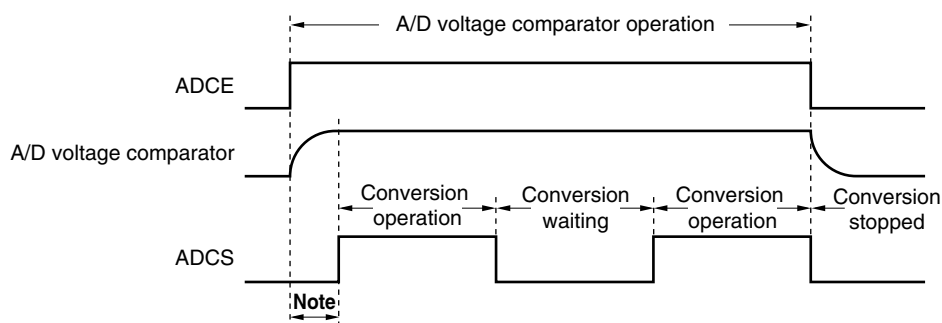 A/D voltage comparator operation
ADCE
A/D voltage comparator
Conversion operation
Conversion waiting
Conversion operation
Conversion stopped
ADCS
Note